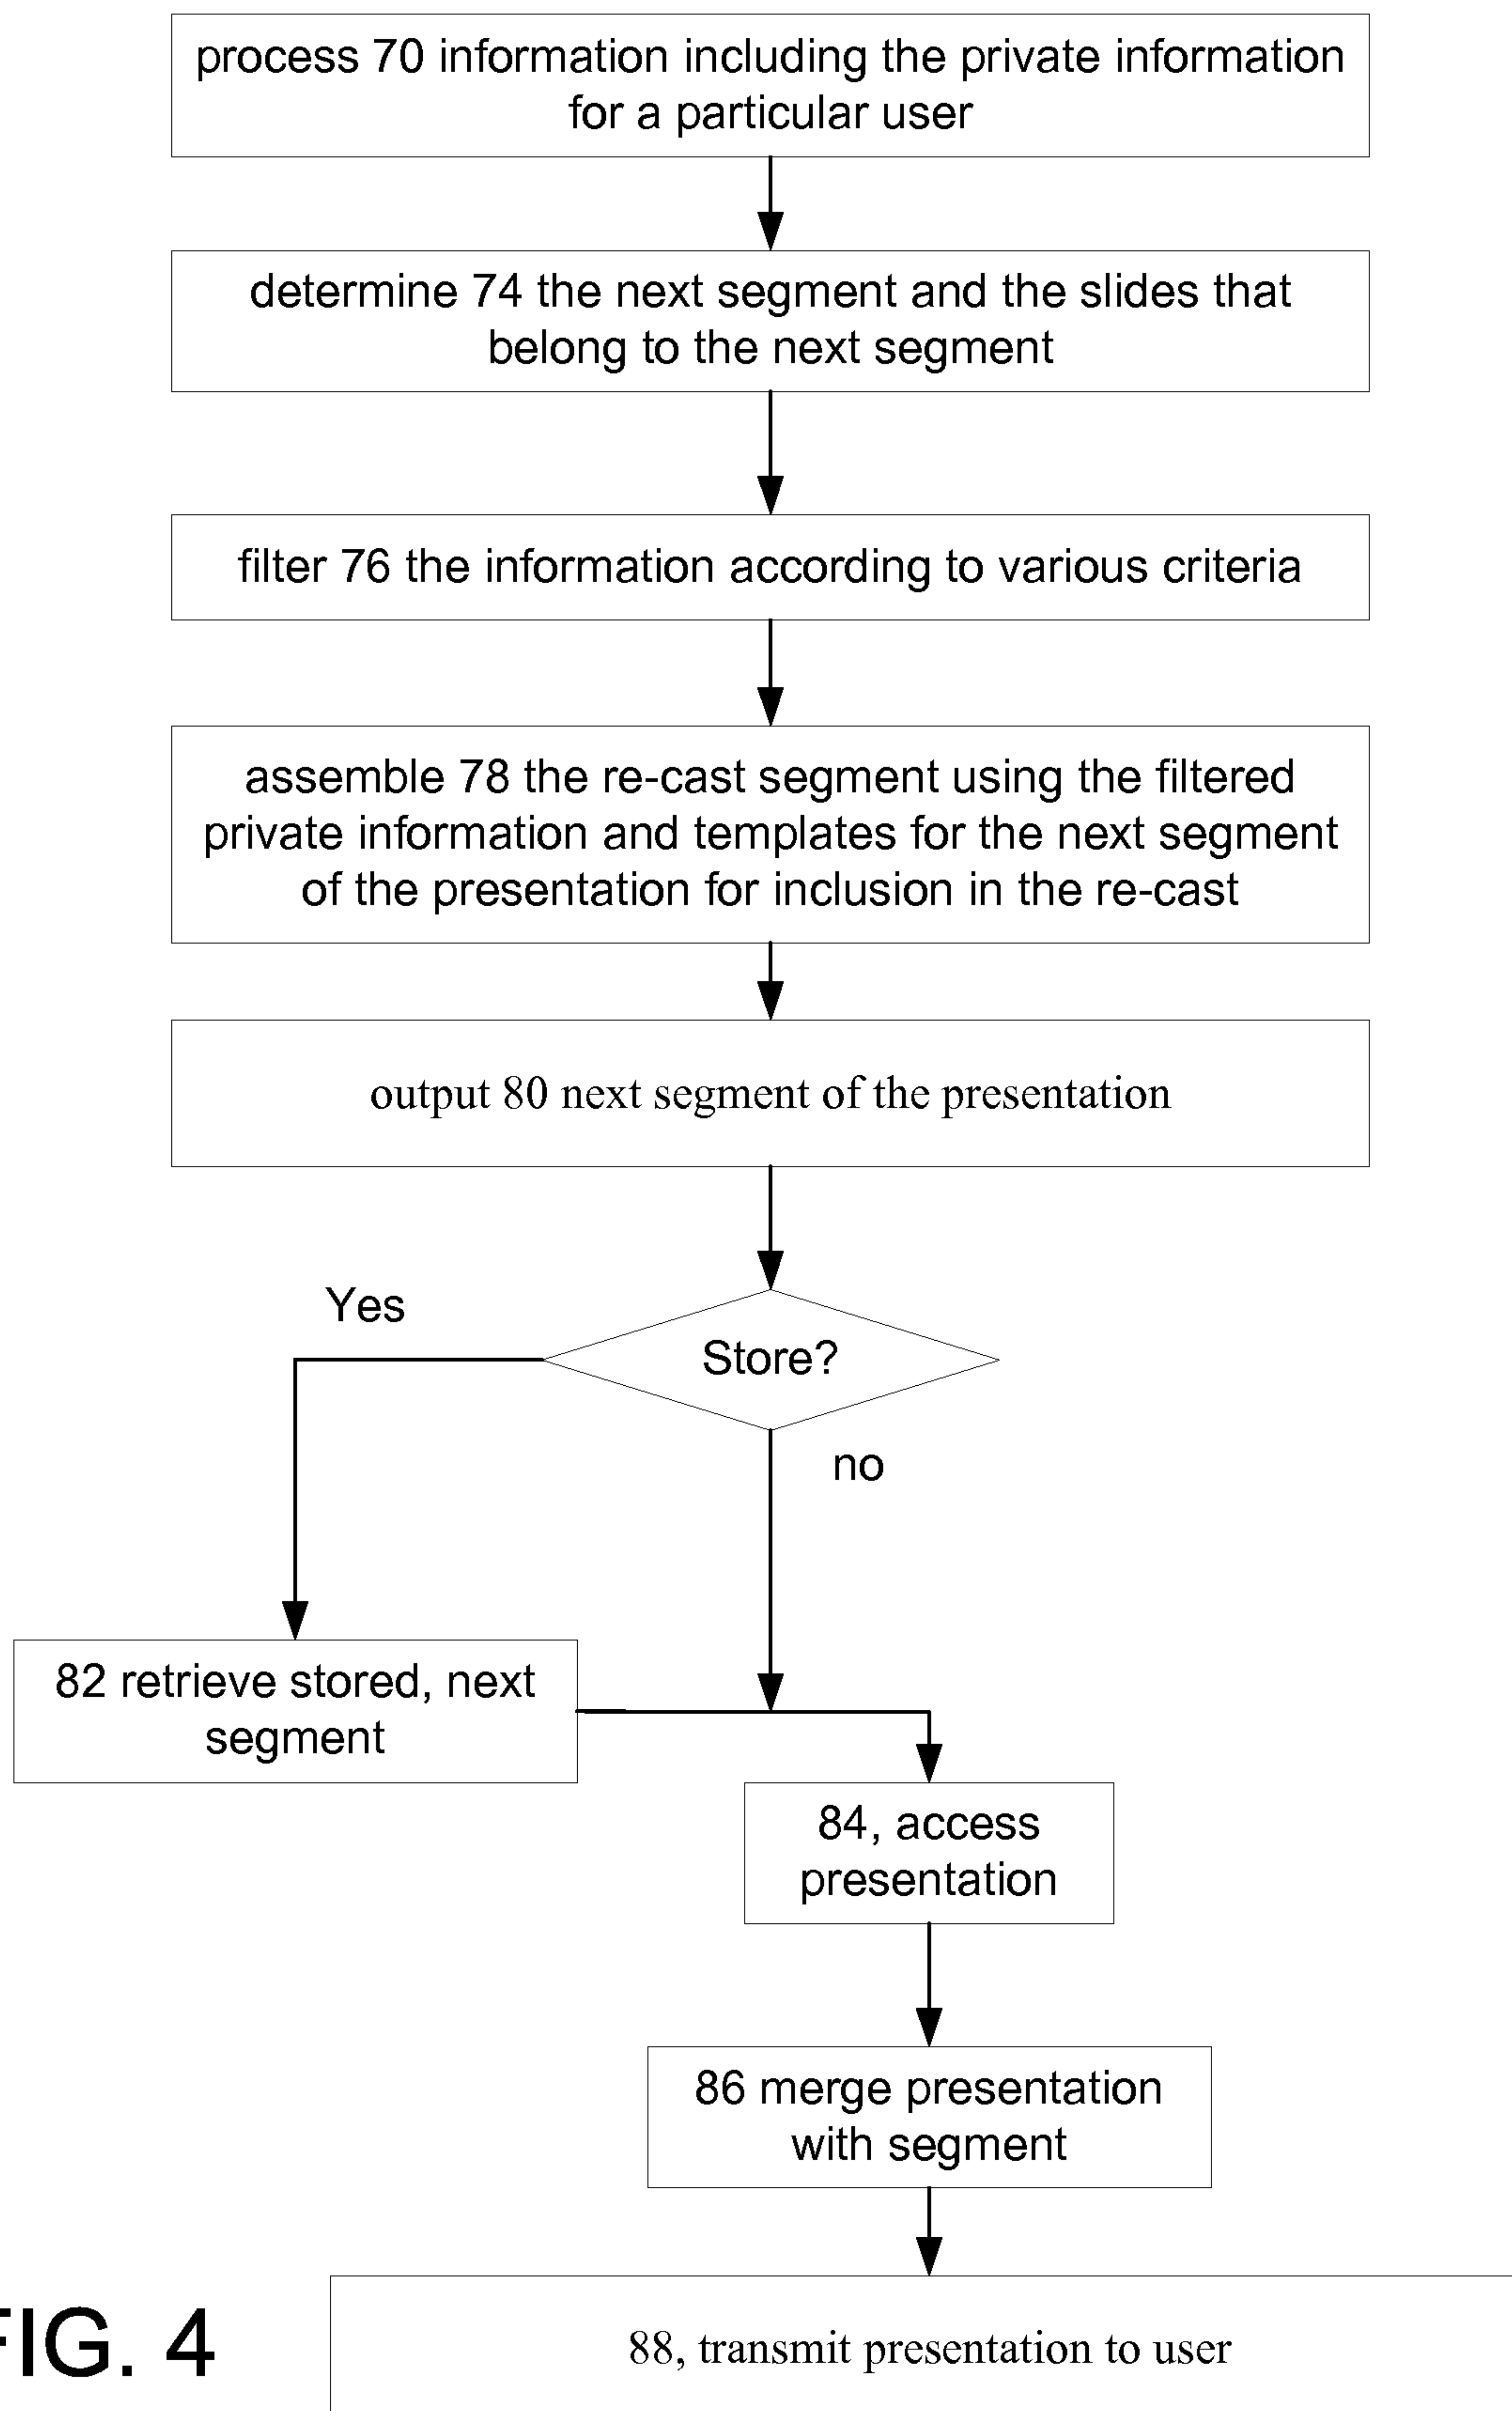 process 70 information including the private information
for a particular user
determine 74 the next segment and the slides that
belong to the next segment
filter 76 the information according to various criteria
assemble 78 the re-cast segment using the filtered
private information and templates for the next segment
of the presentation for inclusion in the re-cast
output 80 next segment of the presentation
Yes
Store?
no
82 retrieve stored, next
segment
84, access
presentation
86 merge presentation
with segment
FIG. 4
88, transmit presentation to user